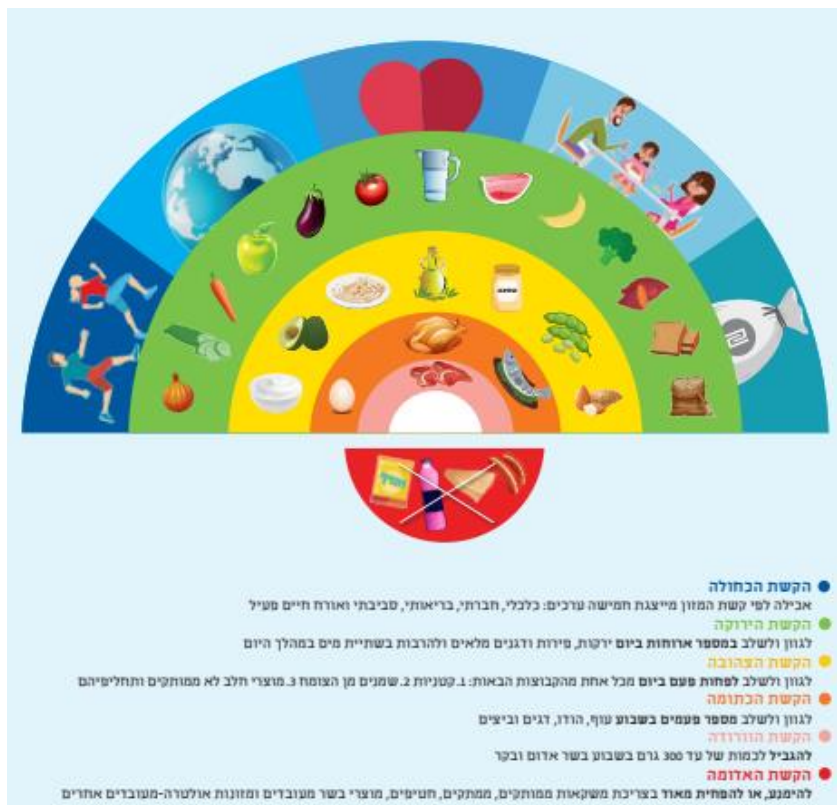 הקשת הכחולה
אכילה לפי קשת המזון מייצגת חמישה ערכים: כלכלי, חברתי, בריאותי, סביבתי ואורח חיים פעיל
הקשת הירוקה
לגוון ולשלב במספר ארוחות ביום ירקות, פירות ודגנים מלאים ולהרבות בשתיית מים במהלך היום
הקשת הצהובה
לגוון ולשלב לפחות פעם ביום מכל אחת מהקבוצות הבאות: 1.קטניות 2.שמנים מן הצומח 3.מוצרי חלב לא ממותקים ותחליפיהם
הקשת הכתומה
לגוון ולשלב מספר פעמים בשבוע עוף, הודו, דגים וביצים
הקשת הוורודה
להגביל לכמות של עד 300 גרם בשבוע בשר אדום ובקר
הקשת האדומה
להימנע, או להפחית מאוד בצריכת משקאות ממותקים, ממתקים, חטיפים, מוצרי בשר מעובדים ומזונות אולטרה-מעובדים אחרים